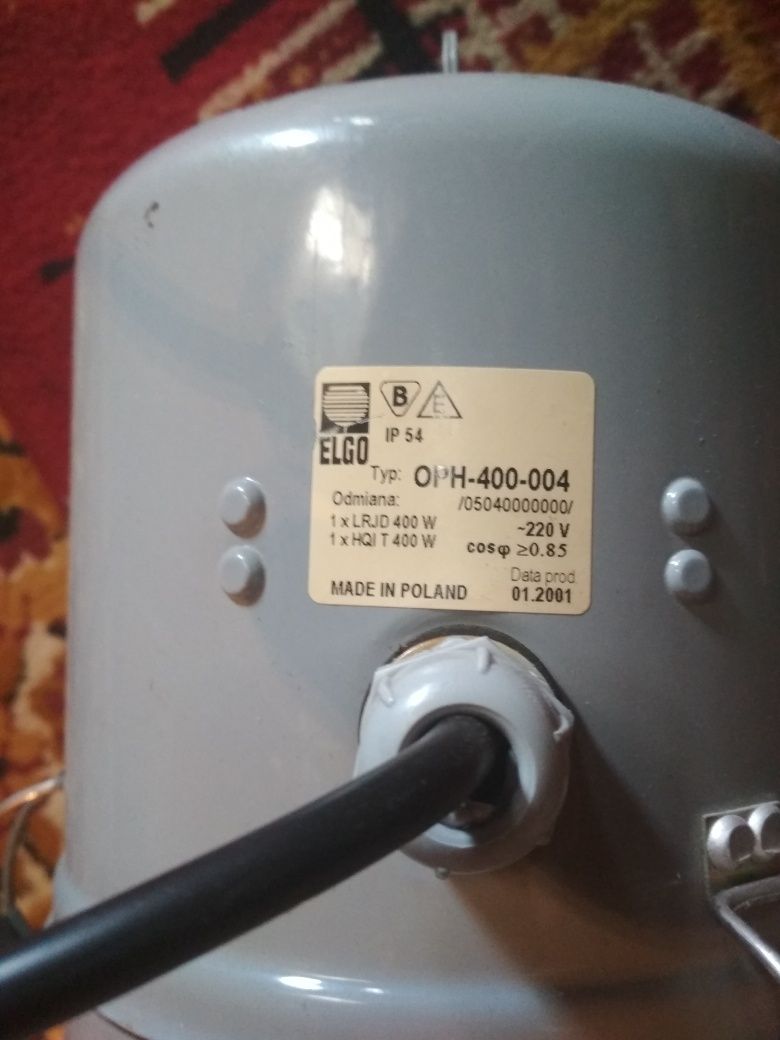 B E
IP 54
ELGO
Typ: OPH-400-004
Odmiana: /05040000000/
1 x LRJD 400 W ~220 V
1 x HQI T 400 W cosφ ≥0.85
Data prod.
MADE IN POLAND 01.2001